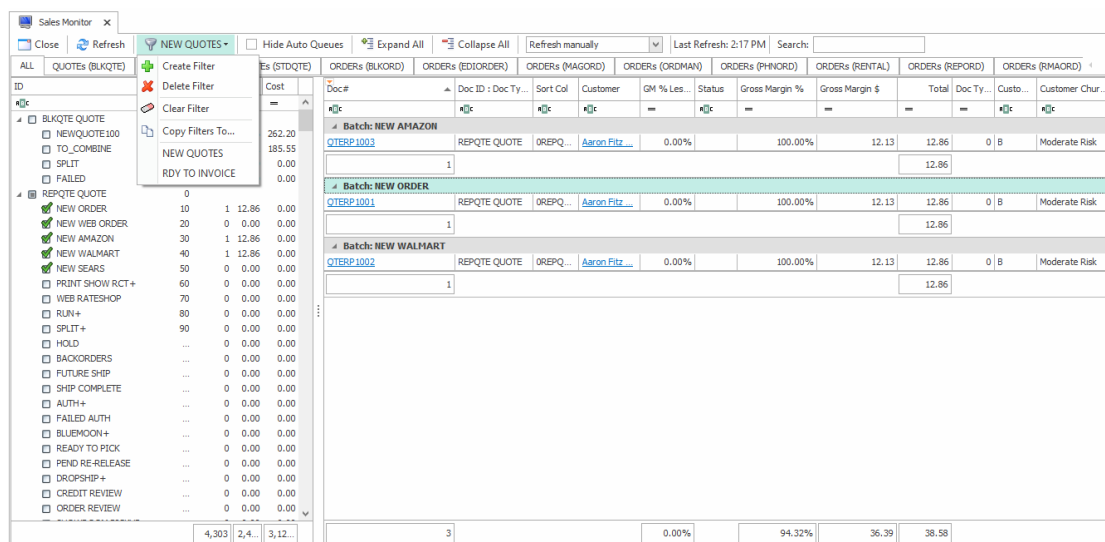 Sales Monitor
Close Refresh NEW QUOTES Hide Auto Queues Expand All Collapse All Refresh manually Last Refresh: 2:17 PM Search:
ALL QUOTEs (BLKQTE) Create Filter (STDQTE) ORDERs (BLKORD) ORDERs (EDIORDER) ORDERs (MAGORD) ORDERs (ORDMAN) ORDERs (PHNORD) ORDERs (RENTAL) ORDERs (REPORD) ORDERs (RMAORD)
ID Delete Filter Cost Doc# Doc ID : Doc Ty... Sort Col Customer GM % Les... Status Gross Margin % Gross Margin $ Total Doc Ty... Custo... Customer Chur...
Clear Filter = = = = = =
BLKQTE QUOTE Batch: NEW AMAZON
NEWQUOTE100 Copy Filters To... 262.20 QTERP1003 REPQTE QUOTE 0REPQ... Aaron Fitz ... 0.00% 100.00% 12.13 12.86 0 B Moderate Risk
TO_COMBINE NEW QUOTES 185.55 1 12.86
SPLIT 0.00
FAILED RDY TO INVOICE 0.00 Batch: NEW ORDER
REPQTE QUOTE 0
NEW ORDER 10 1 12.86 0.00 QTERP1001 REPQTE QUOTE 0REPQ... Aaron Fitz ... 0.00% 100.00% 12.13 12.86 0 B Moderate Risk
NEW WEB ORDER 20 0 0.00 0.00 1 12.86
NEW AMAZON 30 1 12.86 0.00 Batch: NEW WALMART
NEW WALMART 40 1 12.86 0.00 QTERP1002 REPQTE QUOTE 0REPQ... Aaron Fitz ... 0.00% 100.00% 12.13 12.86 0 B Moderate Risk
NEW SEARS 50 0 0.00 0.00
PRINT SHOW RCT+ 60 0 0.00 0.00 1 12.86
WEB RATESHOP 70 0 0.00 0.00
RUN+ 80 0 0.00 0.00
SPLIT+ 90 0 0.00 0.00
HOLD ... 0 0.00 0.00
BACKORDERS ... 0 0.00 0.00
FUTURE SHIP ... 0 0.00 0.00
SHIP COMPLETE ... 0 0.00 0.00
AUTH+ ... 0 0.00 0.00
FAILED AUTH ... 0 0.00 0.00
BLUEMOON+ ... 0 0.00 0.00
READY TO PICK ... 0 0.00 0.00
PEND RE-RELEASE ... 0 0.00 0.00
DROPSHIP+ ... 0 0.00 0.00
CREDIT REVIEW ... 0 0.00 0.00
ORDER REVIEW ... 0 0.00 0.00
4,303 2,4... 3,12... 3 0.00% 94.32% 36.39 38.58